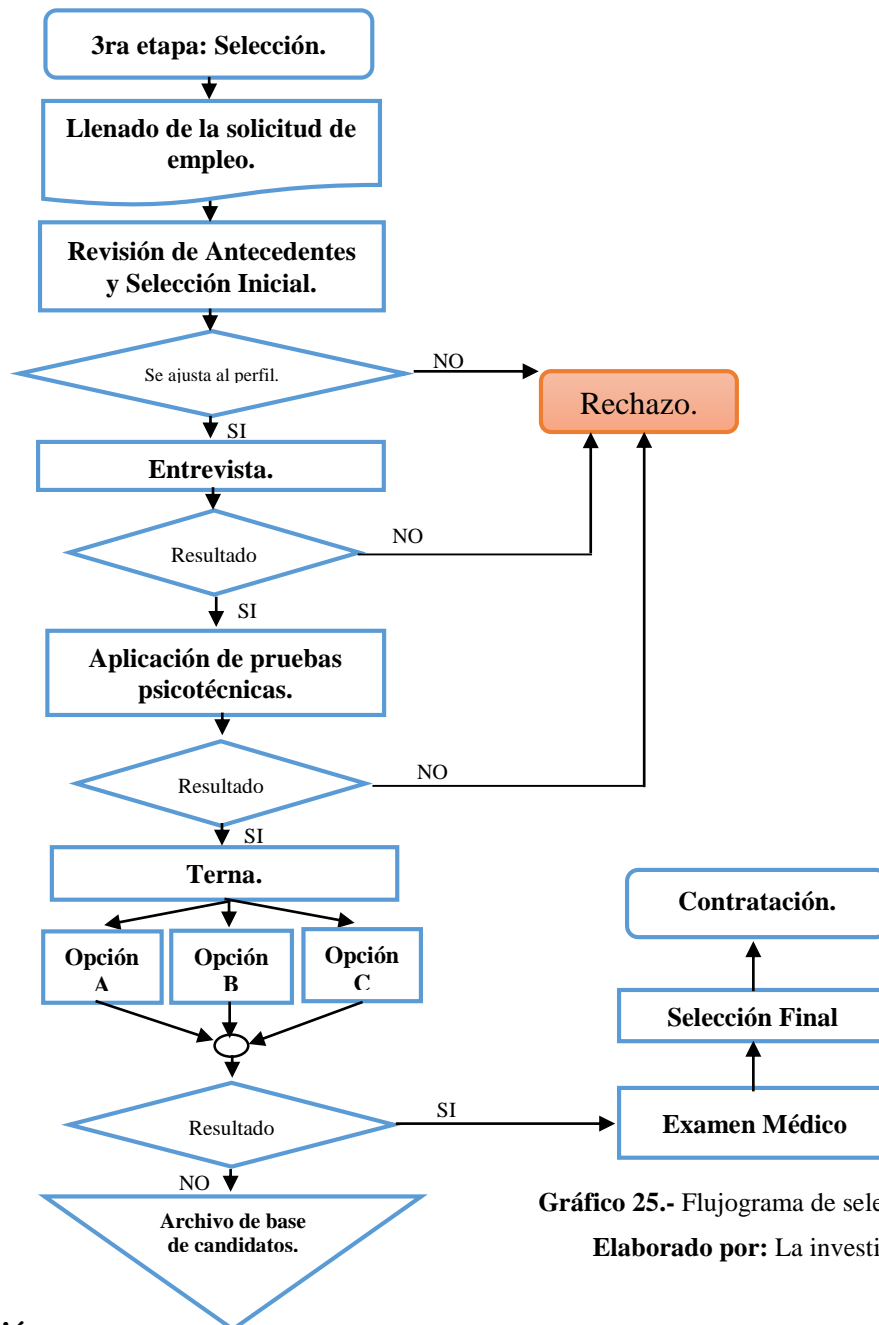 3ra etapa: Selección.
Llenado de la solicitud de
empleo.
Revisión de Antecedentes
y Selección Inicial.
Se ajusta al perfil.
NO
Rechazo.
SI
Entrevista.
Resultado
NO
SI
Aplicación de pruebas
psicotécnicas.
Resultado
NO
SI
Terna.
Opción
A
Opción
B
Opción
C
Contratación.
Selección Final
Examen Médico
Resultado
SI
NO
Archivo de base
de candidatos.
Gráfico 25.- Flujograma de sele
Elaborado por: La investi